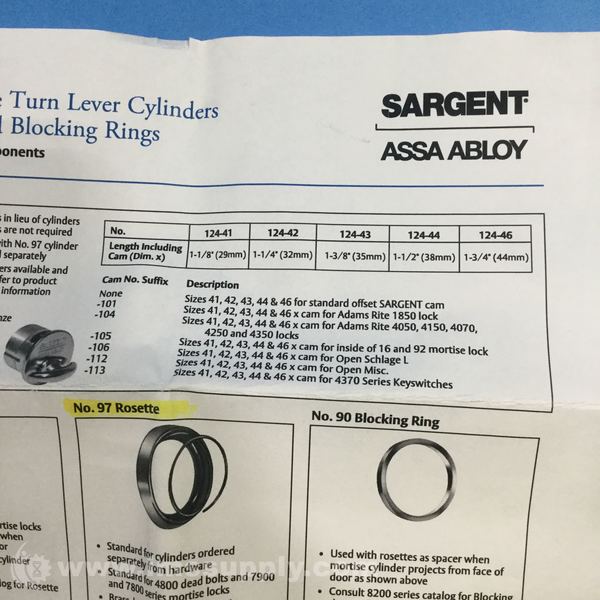 e Turn Lever Cylinders
d Blocking Rings
ponents
SARGENT
ASSA ABLOY
s in lieu of cylinders
s are not required
with No. 97 cylinder
d separately
ers available and
fer to product
information
nze
No. 124-41 124-42 124-43 124-44 124-46
Length Including
Cam (Dim. x) 1-1/8" (29mm) 1-1/4" (32mm) 1-3/8" (35mm) 1-1/2" (38mm) 1-3/4" (44mm)
Cam No. Suffix Description
None Sizes 41, 42, 43, 44 & 46 for standard offset SARGENT cam
-101 Sizes 41, 42, 43, 44 & 46 x cam for Adams Rite 1850 lock
-104 Sizes 41, 42, 43, 44 & 46 x cam for Adams Rite 4050, 4150, 4070,
4250 and 4350 locks
-105 Sizes 41, 42, 43, 44 & 46 x cam for inside of 16 and 92 mortise lock
-106 Sizes 41, 42, 43, 44 & 46 x cam for Open Schlage L
-112 Sizes 41, 42, 43, 44 & 46 x cam for Open Misc.
-113 Sizes 41, 42, 43, 44 & 46 x cam for 4370 Series Keyswitches
rtise locks
when
or
cylinder
log for Rosette
No. 97 Rosette
• Standard for cylinders ordered
separately from hardware
• Standard for 4800 dead bolts and 7900
and 7800 series mortise locks
No. 90 Blocking Ring
• Used with rosettes as spacer when
mortise cylinder projects from face of
door as shown above
• Consult 8200 series catalog for Blocking